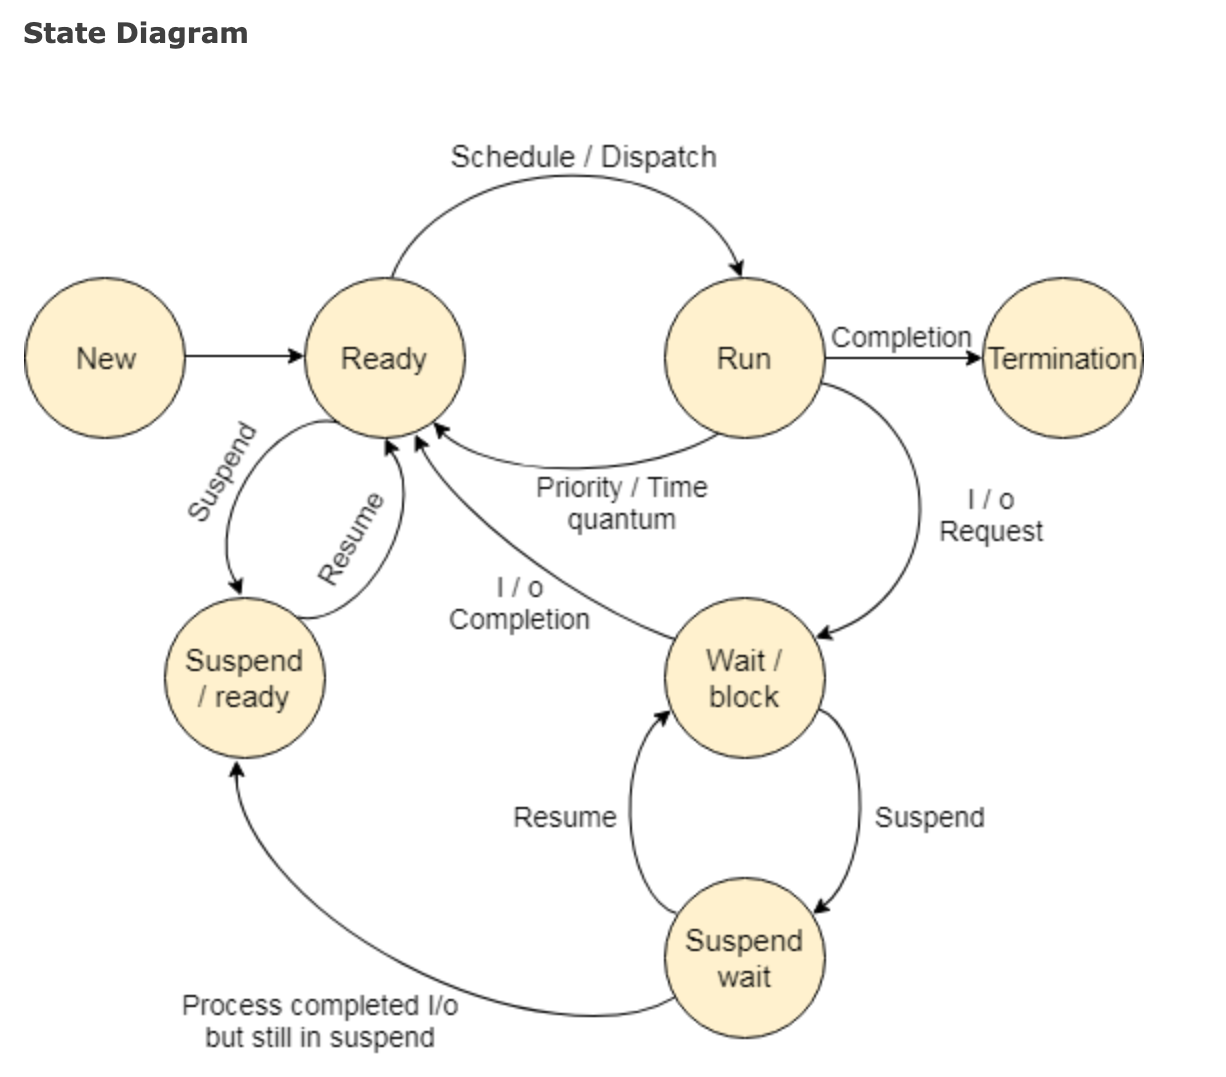 State Diagram
Schedule / Dispatch
New
Ready
Run
Completion
Termination
Suspend
Resume
Priority / Time
quantum
I / o
Request
I / o
Completion
Suspend
/ ready
Wait /
block
Resume
Suspend
Suspend
wait
Process completed I/o
but still in suspend